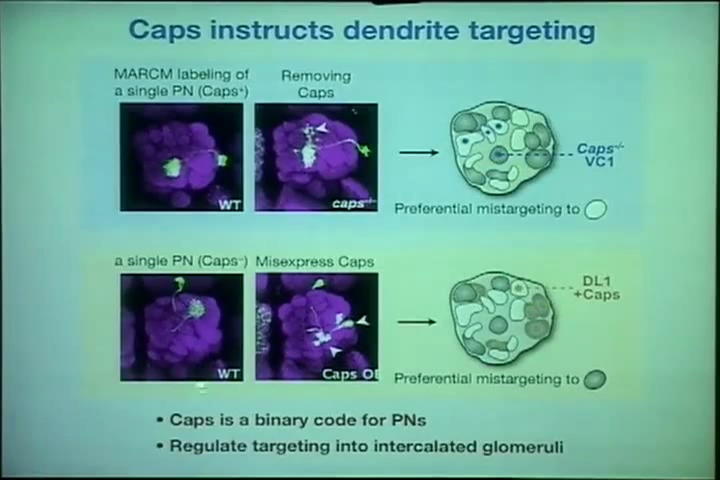 Caps instructs dendrite targeting
MARCM labeling of
a single PN (Caps⁺)
Removing
Caps
WT
caps-/-
Caps-/-
VC1
Preferential mistargeting to
a single PN (Caps⁻)
Misexpress Caps
WT
Caps OE
DL1
+Caps
Preferential mistargeting to
• Caps is a binary code for PNs
• Regulate targeting into intercalated glomeruli